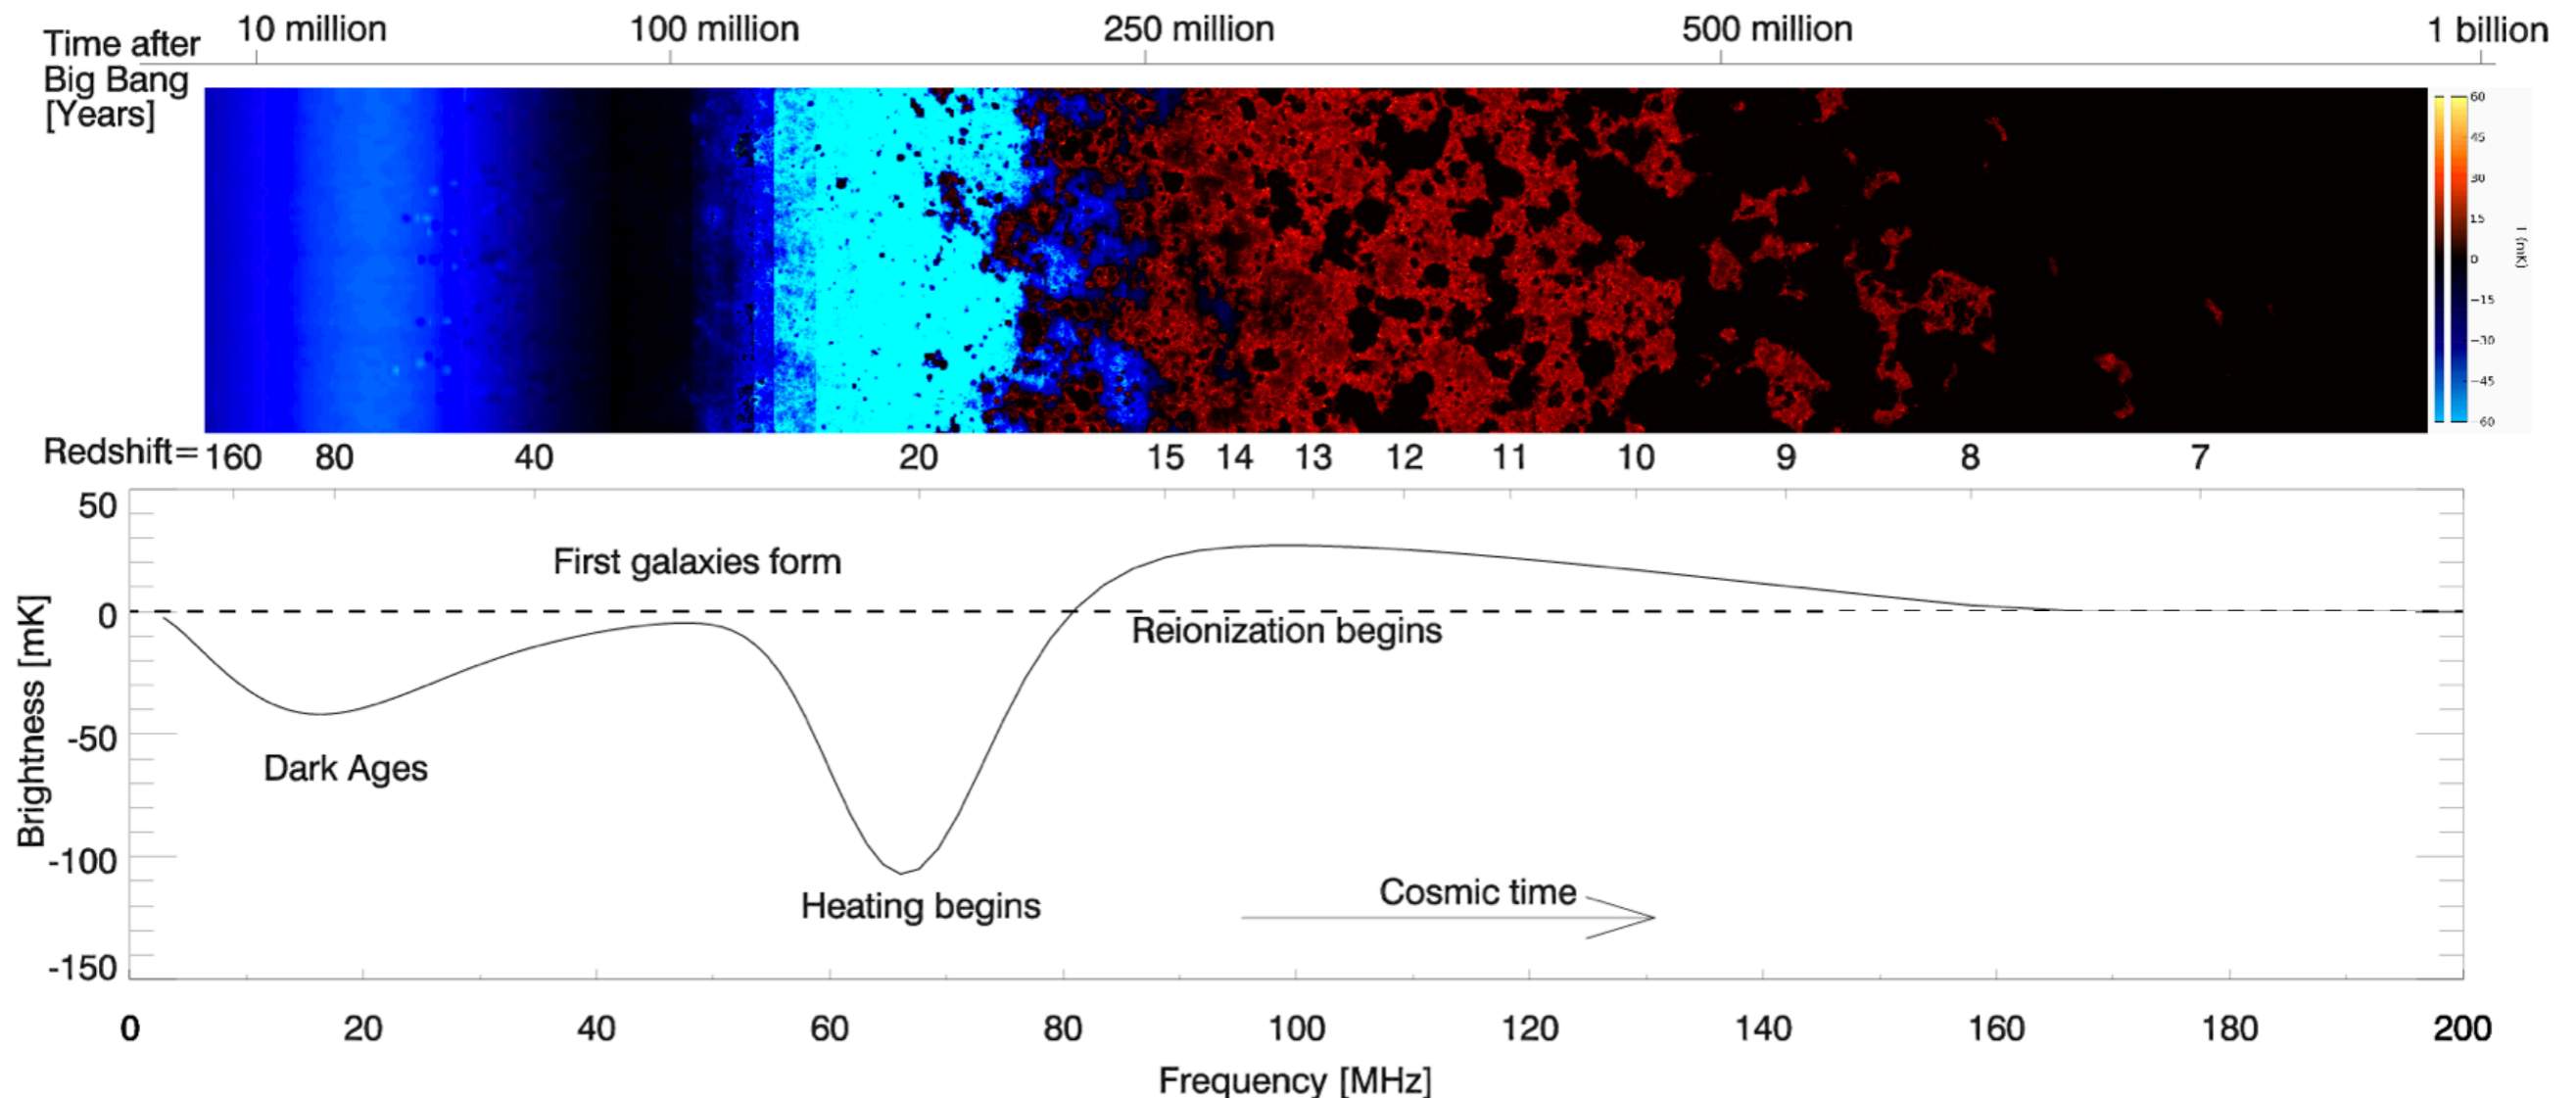 10 million 100 million 250 million 500 million 1 billion
Time after
Big Bang
[Years]
60
45
30
15
0
-15
-30
-45
-60
T (mK)
Redshift= 160 80 40 20 15 14 13 12 11 10 9 8 7
50
0
-50
-100
-150
Brightness [mK]
First galaxies form
Reionization begins
Dark Ages
Heating begins
Cosmic time
0 20 40 60 80 100 120 140 160 180 200
Frequency [MHz]